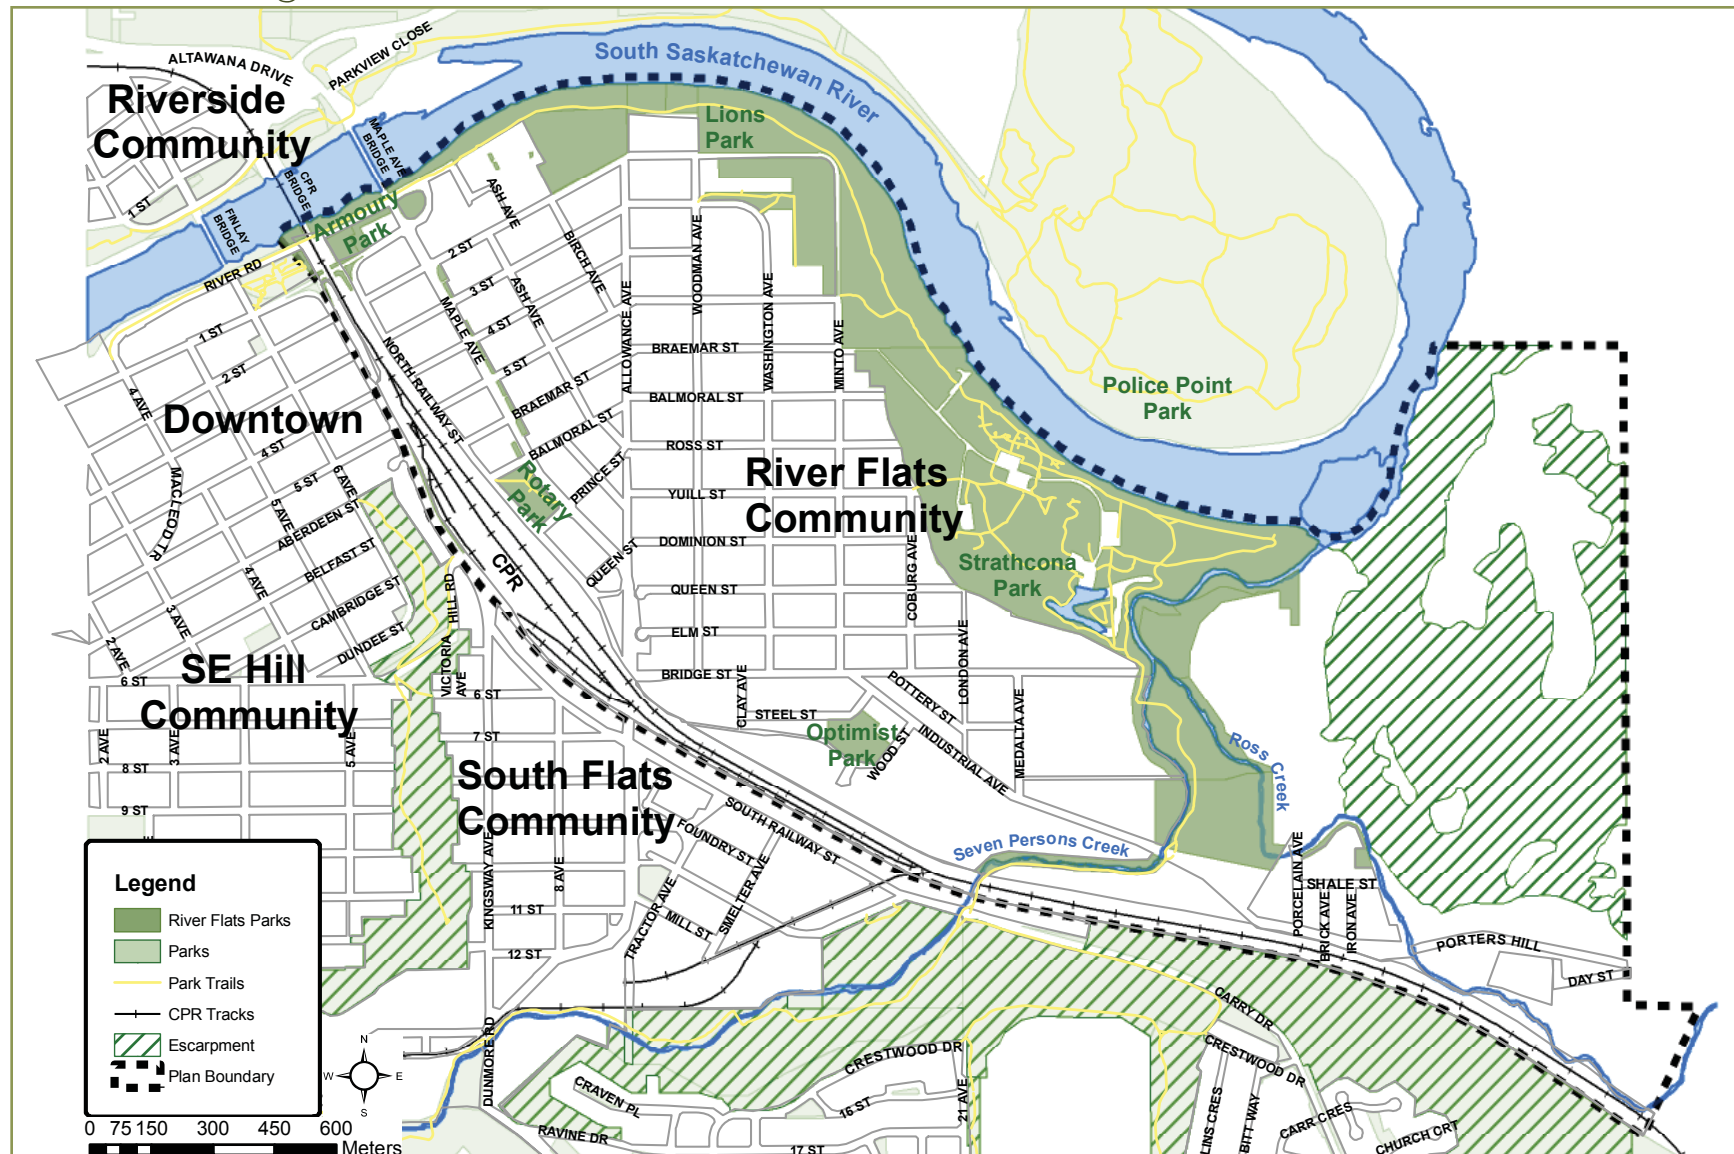 ALTAWANA DRIVE
PARKVIEW CLOSE
South Saskatchewan River
Riverside
Community
MAPLE AVE
BRIDGE
CPR
BRIDGE
FINLAY
BRIDGE
1 ST
Lions
Park
Armoury
Park
RIVER RD
ASH AVE
BIRCH AVE
2 ST
3 ST
4 ST
5 ST
ASH AVE
MAPLE AVE
ALLOWANCE AVE
WOODMAN AVE
WASHINGTON AVE
MINTO AVE
1 ST
2 ST
4 AVE
NORTH RAILWAY ST
BRAEMAR ST
BRAEMAR ST
BALMORAL ST
BALMORAL ST
Police Point
Park
Downtown
4 ST
5 ST
6 AVE
5 AVE
MACLEOD TR
ROSS ST
PRINCE ST
Rotary
Park
YUILL ST
River Flats
Community
ABERDEEN ST
BELFAST ST
CAMBRIDGE ST
DUNDEE ST
4 AVE
3 AVE
2 AVE
CPR
QUEEN ST
DOMINION ST
QUEEN ST
COBURG AVE
Strathcona
Park
VICTORIA HILL RD
AVE
ELM ST
BRIDGE ST
LONDON AVE
SE Hill
Community
6 ST
6 ST
2 AVE
3 AVE
5 AVE
7 ST
8 ST
9 ST
CLAY AVE
STEEL ST
POTTERY ST
MEDALTA AVE
Optimist
Park
WOOD ST
INDUSTRIAL AVE
Ross Creek
South Flats
Community
SOUTH RAILWAY ST
FOUNDRY ST
SMELTER AVE
TRACTOR AVE
MILL ST
KINGSWAY AVE
8 AVE
11 ST
12 ST
Seven Persons Creek
PORCELAIN AVE
SHALE ST
BRICK AVE
IRON AVE
PORTERS HILL
DAY ST
Legend
River Flats Parks
Parks
Park Trails
CPR Tracks
Escarpment
Plan Boundary
N
W
E
S
0 75 150 300 450 600
Meters
DUNMORE RD
CRAVEN PL
RAVINE DR
CRESTWOOD DR
16 ST
17 ST
21 AVE
CARRY DR
CRESTWOOD DR
CARR CRES
CHURCH CRT
LINS CRES
BITT WAY